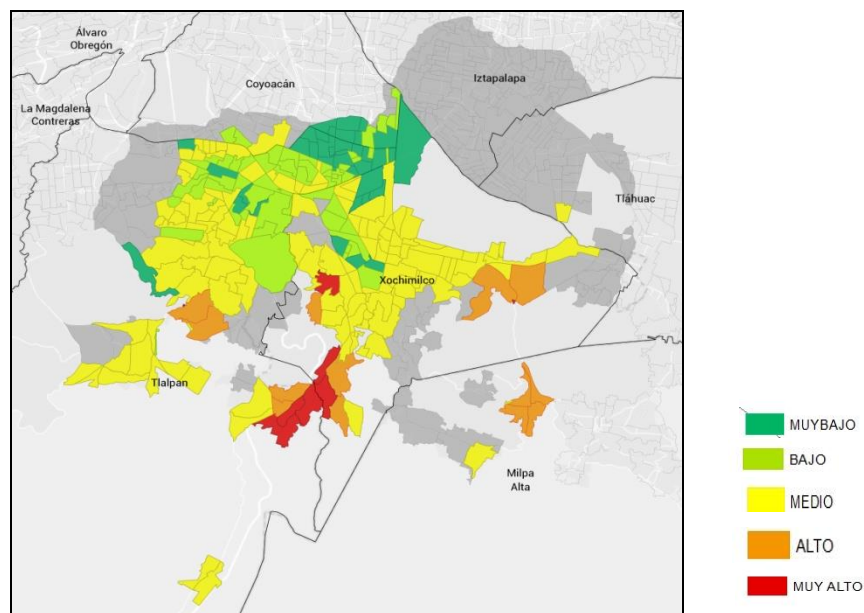 Álvaro
Obregón
Iztapalapa
Coyoacán
La Magdalena
Contreras
Tláhuac
Xochimilco
Tlalpan
Milpa
Alta
MUYBAJO
BAJO
MEDIO
ALTO
MUY ALTO